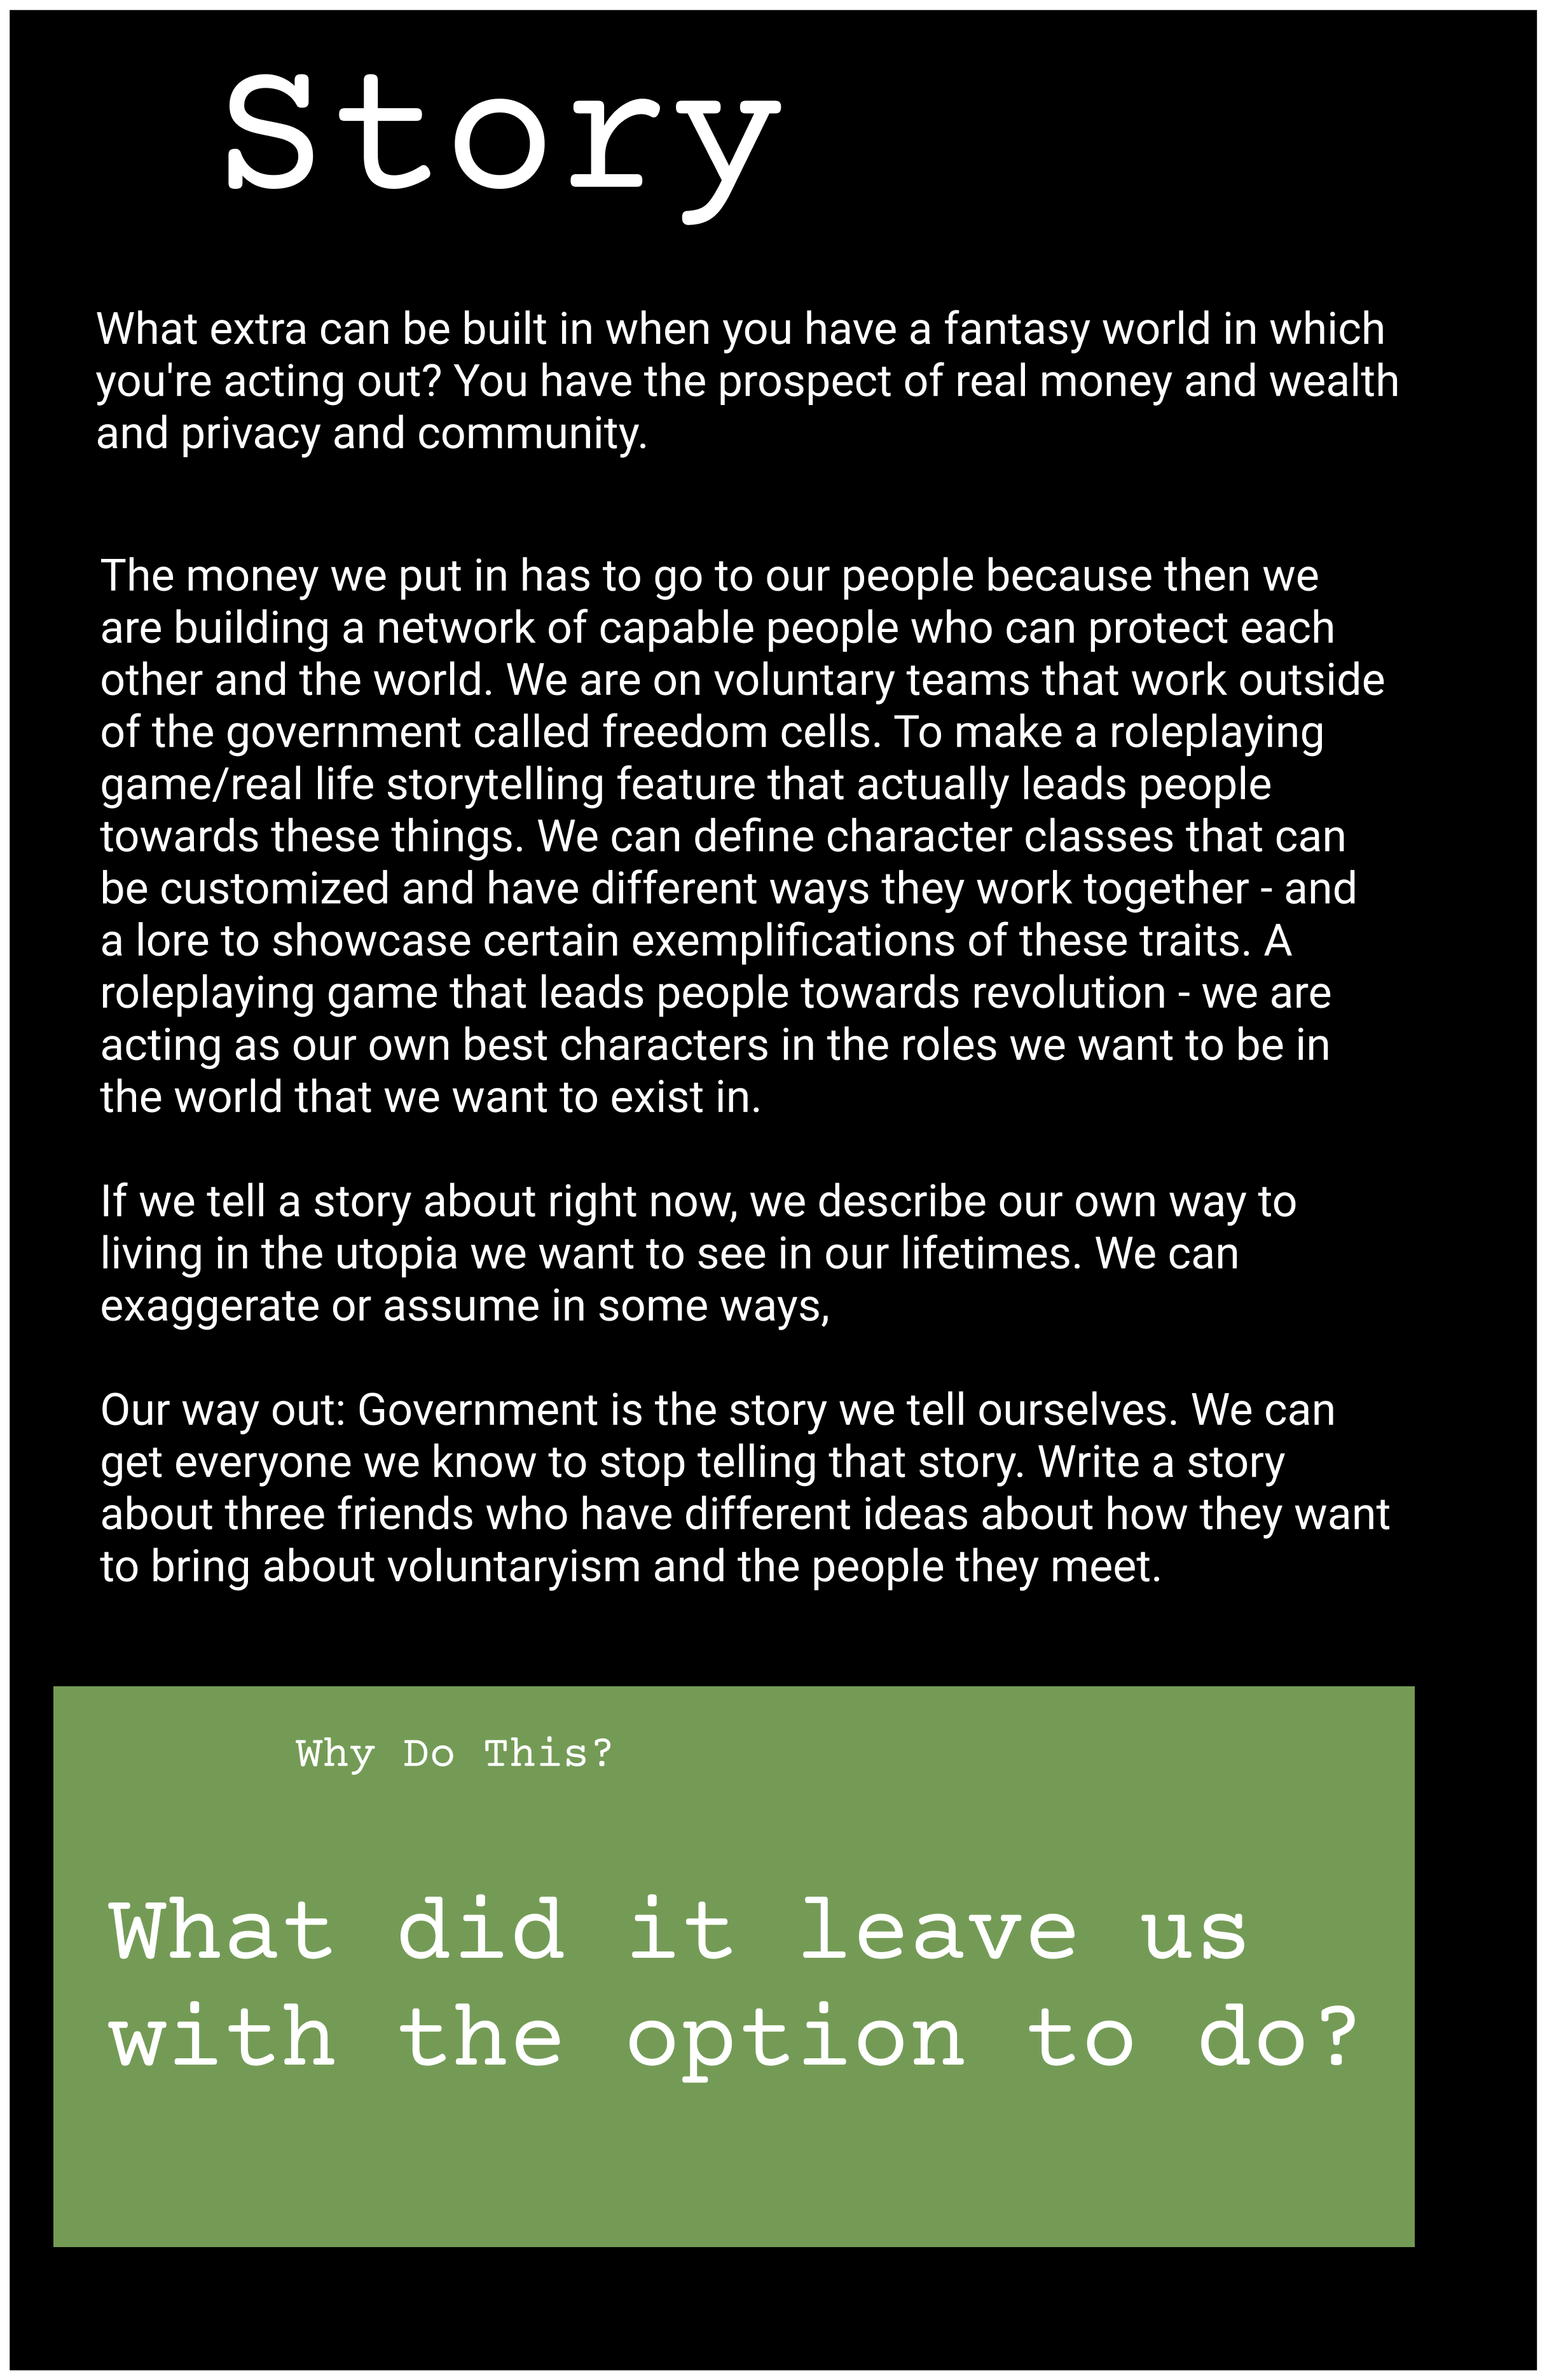 Story
What extra can be built in when you have a fantasy world in which
you're acting out? You have the prospect of real money and wealth
and privacy and community.
The money we put in has to go to our people because then we
are building a network of capable people who can protect each
other and the world. We are on voluntary teams that work outside
of the government called freedom cells. To make a roleplaying
game/real life storytelling feature that actually leads people
towards these things. We can define character classes that can
be customized and have different ways they work together - and
a lore to showcase certain exemplifications of these traits. A
roleplaying game that leads people towards revolution - we are
acting as our own best characters in the roles we want to be in
the world that we want to exist in.
If we tell a story about right now, we describe our own way to
living in the utopia we want to see in our lifetimes. We can
exaggerate or assume in some ways,
Our way out: Government is the story we tell ourselves. We can
get everyone we know to stop telling that story. Write a story
about three friends who have different ideas about how they want
to bring about voluntaryism and the people they meet.
Why Do This?
What did it leave us
with the option to do?